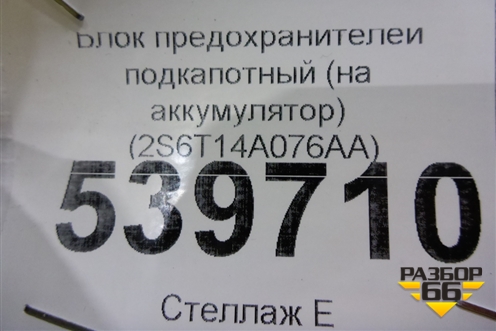 Блок предохранителей
подкапотный (на
аккумулятор)
(2S6T14A076AA)
539710
Стеллаж Е
РАЗБОР
66